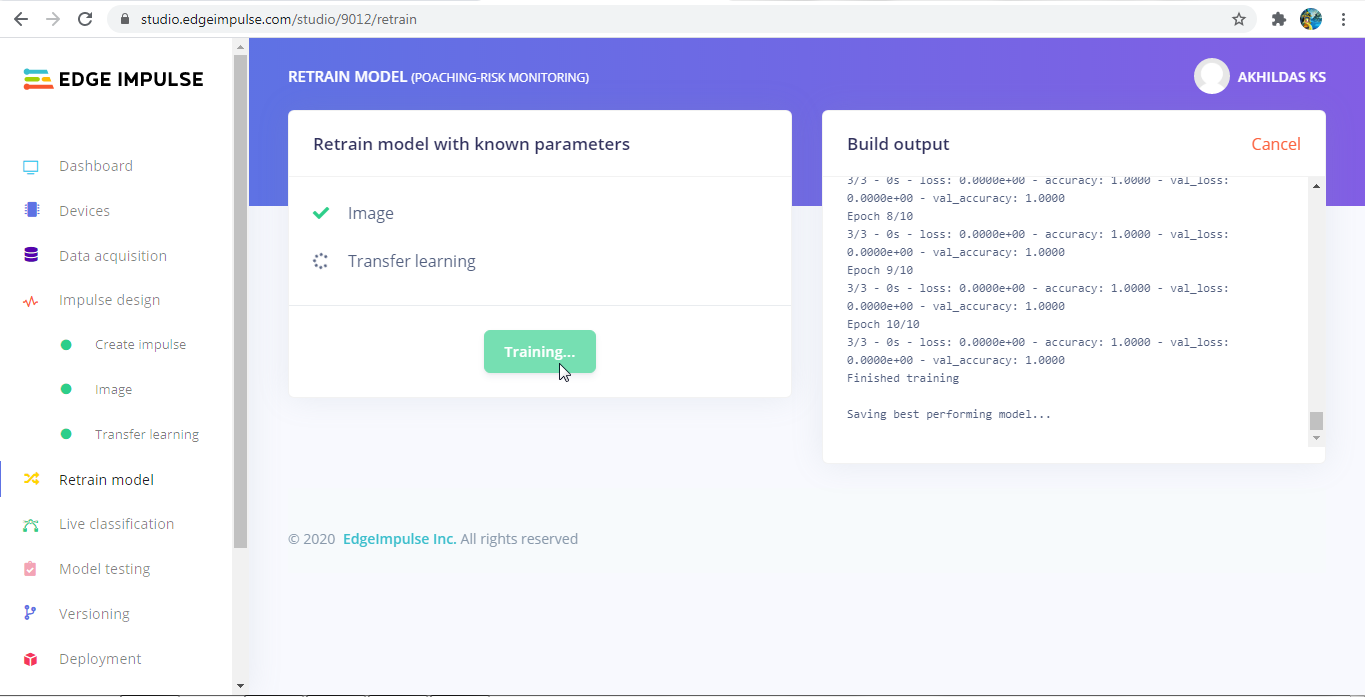 studio.edgeimpulse.com/studio/9012/retrain
EDGE IMPULSE
Dashboard
Devices
Data acquisition
Impulse design
Create impulse
Image
Transfer learning
Retrain model
Live classification
Model testing
Versioning
Deployment
RETRAIN MODEL (POACHING-RISK MONITORING)
AKHILDAS KS
Retrain model with known parameters
Image
Transfer learning
Training...
Build output
Cancel
3/3 - 0s - loss: 0.0000e+00 - accuracy: 1.0000 - val_loss:
0.0000e+00 - val_accuracy: 1.0000
Epoch 8/10
3/3 - 0s - loss: 0.0000e+00 - accuracy: 1.0000 - val_loss:
0.0000e+00 - val_accuracy: 1.0000
Epoch 9/10
3/3 - 0s - loss: 0.0000e+00 - accuracy: 1.0000 - val_loss:
0.0000e+00 - val_accuracy: 1.0000
Epoch 10/10
3/3 - 0s - loss: 0.0000e+00 - accuracy: 1.0000 - val_loss:
0.0000e+00 - val_accuracy: 1.0000
Finished training
Saving best performing model...
© 2020 EdgeImpulse Inc. All rights reserved